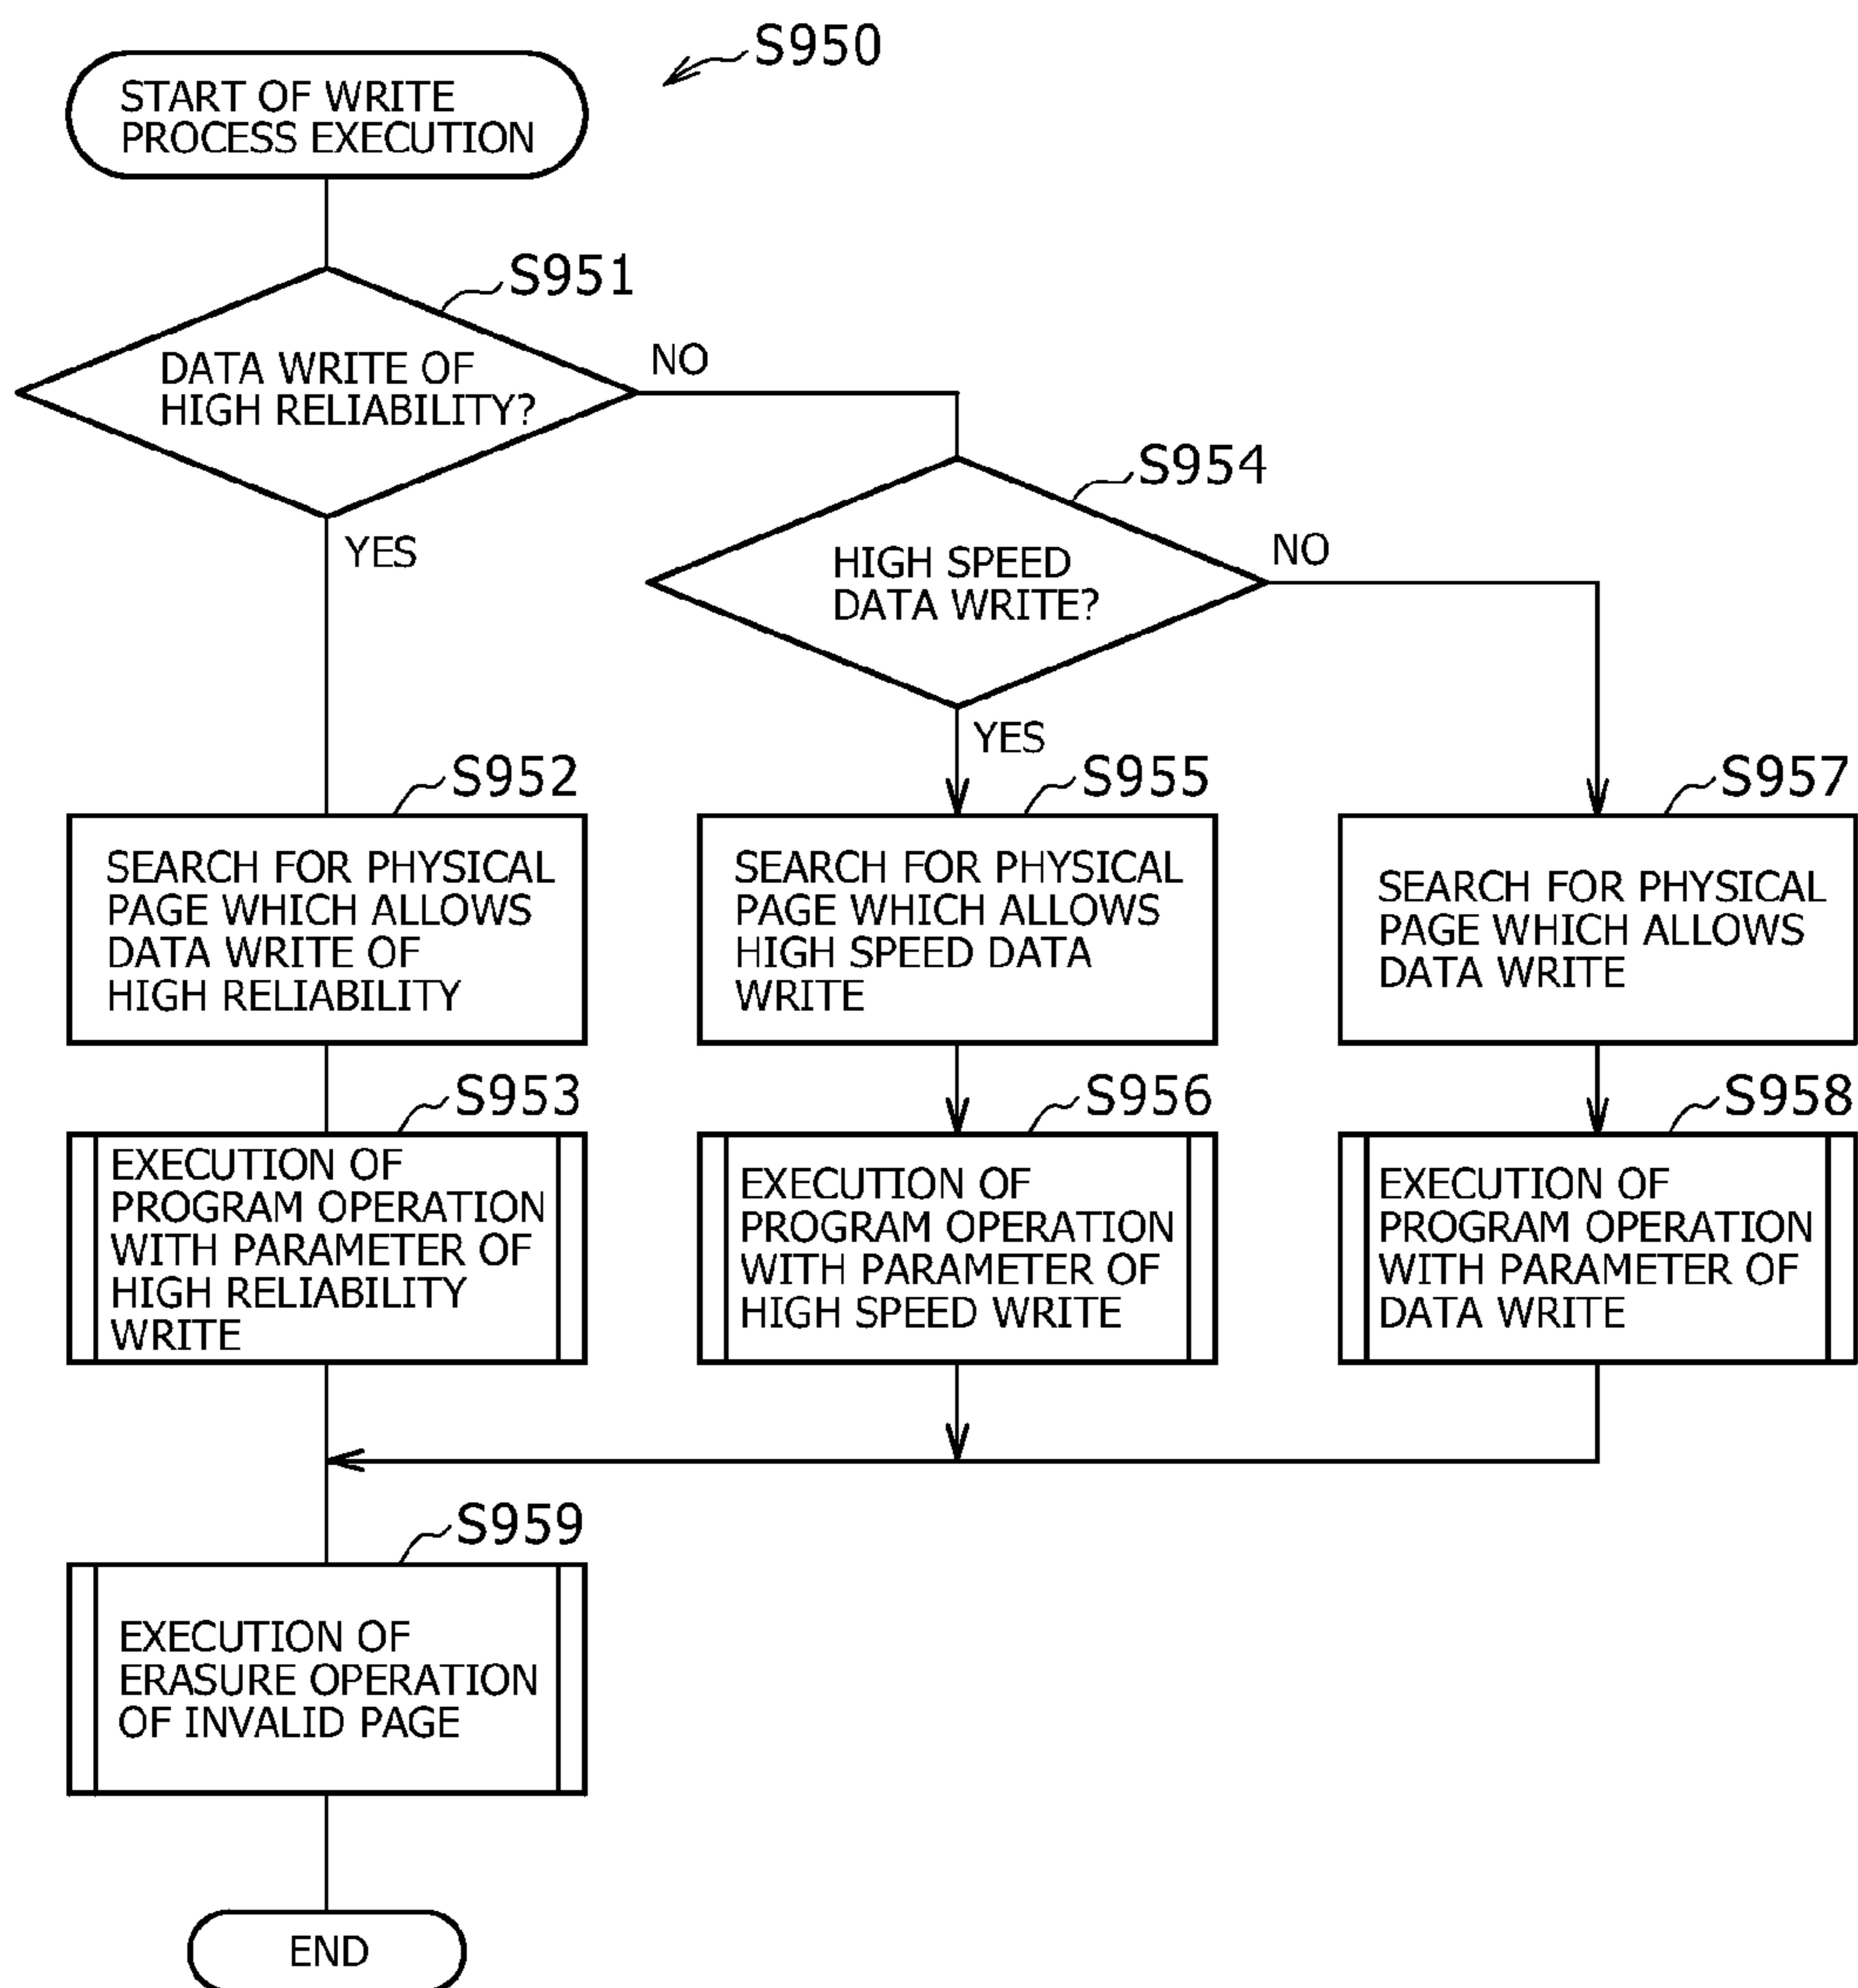 S950
START OF WRITE
PROCESS EXECUTION
S951
DATA WRITE OF
HIGH RELIABILITY?
NO
YES
S954
HIGH SPEED
DATA WRITE?
NO
YES
S952
SEARCH FOR PHYSICAL
PAGE WHICH ALLOWS
DATA WRITE OF
HIGH RELIABILITY
S955
SEARCH FOR PHYSICAL
PAGE WHICH ALLOWS
HIGH SPEED DATA
WRITE
S957
SEARCH FOR PHYSICAL
PAGE WHICH ALLOWS
DATA WRITE
S953
EXECUTION OF
PROGRAM OPERATION
WITH PARAMETER OF
HIGH RELIABILITY
WRITE
S956
EXECUTION OF
PROGRAM OPERATION
WITH PARAMETER OF
HIGH SPEED WRITE
S958
EXECUTION OF
PROGRAM OPERATION
WITH PARAMETER OF
DATA WRITE
S959
EXECUTION OF
ERASURE OPERATION
OF INVALID PAGE
END